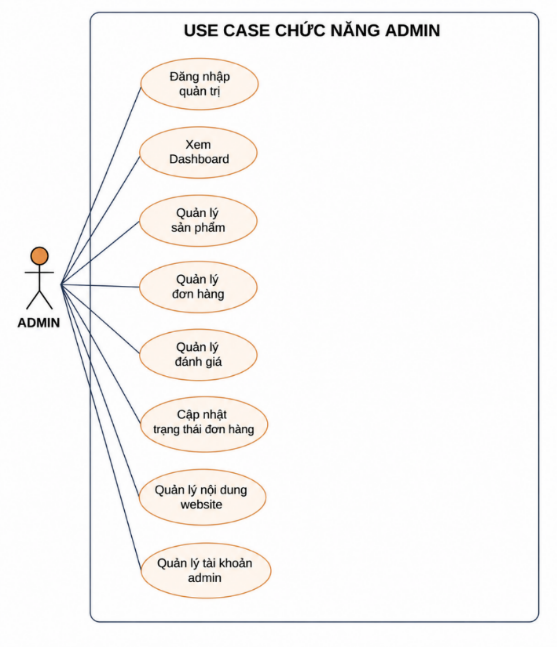 USE CASE CHỨC NĂNG ADMIN
Đăng nhập
quản trị
Xem
Dashboard
Quản lý
sản phẩm
Quản lý
đơn hàng
ADMIN
Quản lý
đánh giá
Cập nhật
trạng thái đơn hàng
Quản lý nội dung
website
Quản lý tài khoản
admin